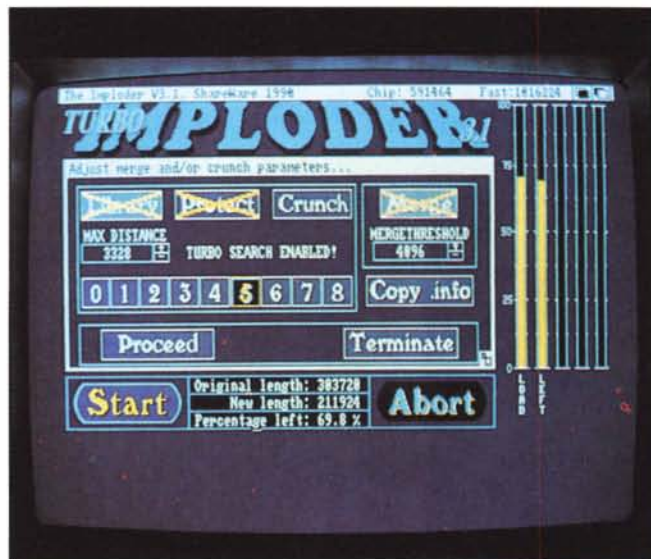 The Imploder V3.1, ShareWare 1990 Chip: 591464 Fast:1816224
TURBO IMPLODER 3.1
Adjust merge and/or crunch parameters...
Library Protect Crunch Merge
MAX DISTANCE
3328
TURBO SEARCH ENABLED!
MERGETHRESHOLD
4096
0 1 2 3 4 5 6 7 8
Copy .info
Proceed Terminate
Start
Original length: 303720
New length: 211924
Percentage left: 69.8 %
Abort
100
75
50
25
0
LOAD
LEFT